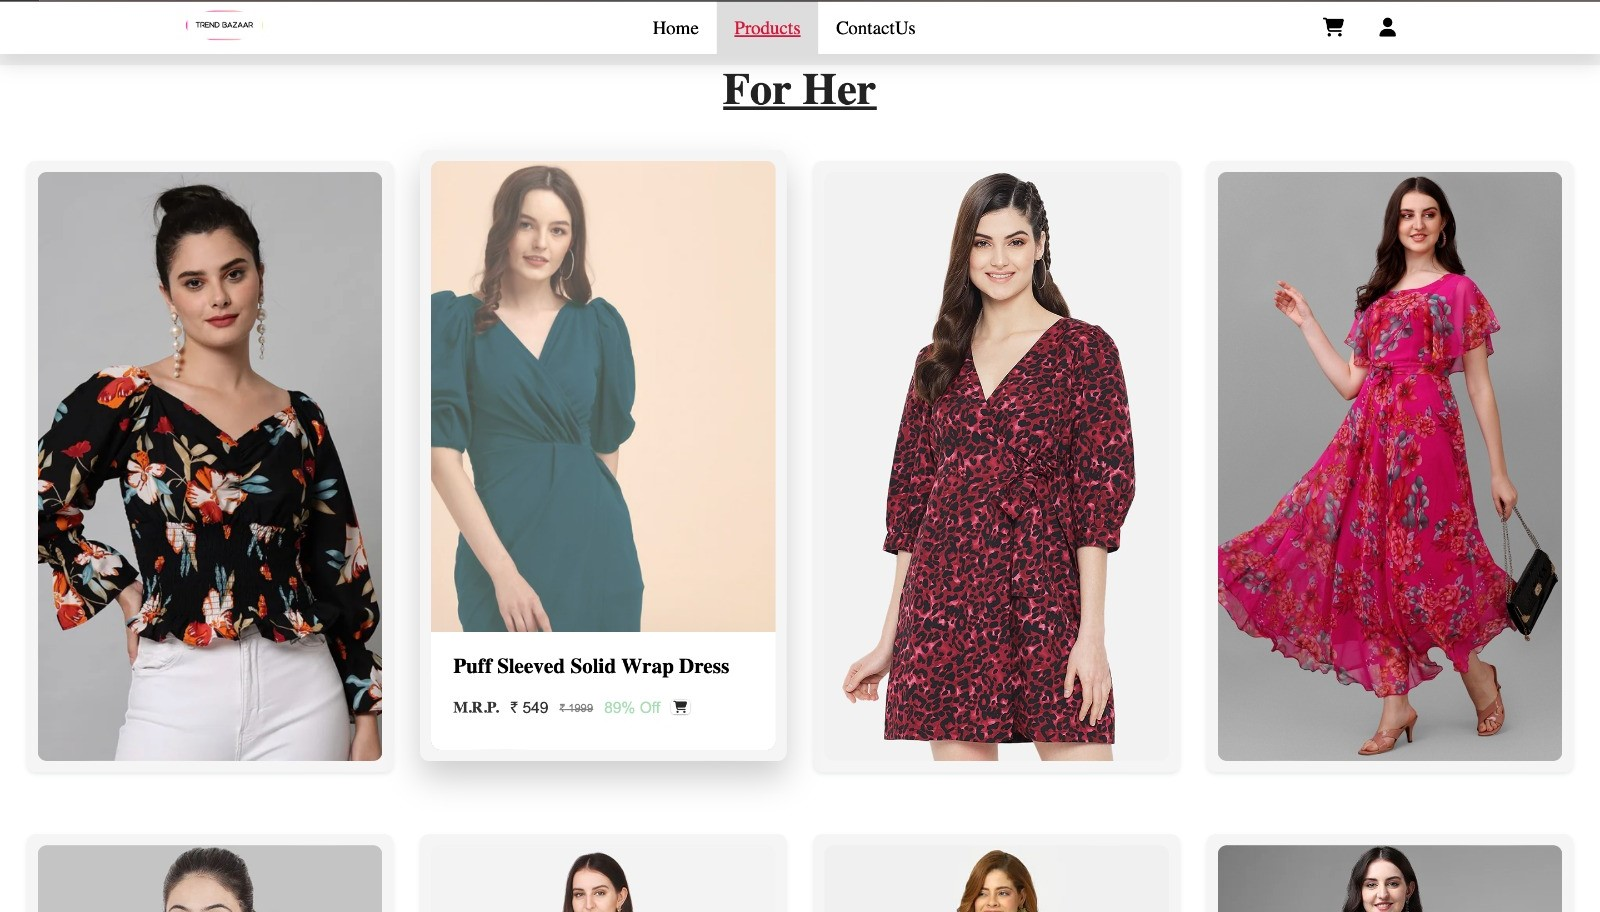 TREND BAZAAR
Home Products ContactUs
For Her
Puff Sleeved Solid Wrap Dress
M.R.P. ₹ 549 ₹ 1999 89% Off